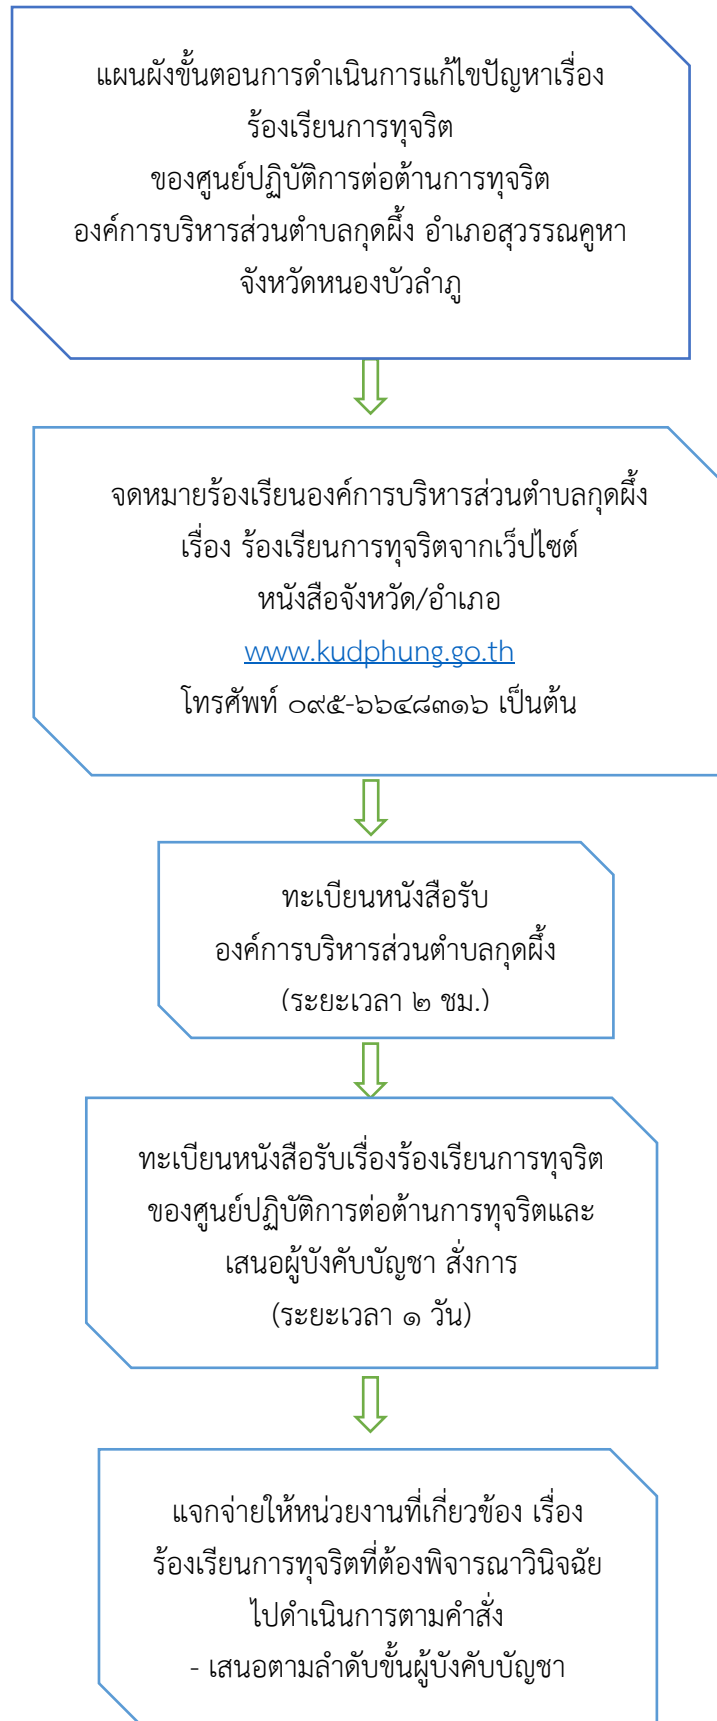 แผนผังขั้นตอนการดำเนินการแก้ไขปัญหาเรื่อง
ร้องเรียนการทุจริต
ของศูนย์ปฏิบัติการต่อต้านการทุจริต
องค์การบริหารส่วนตำบลกุดผึ้ง อำเภอสุวรรณคูหา
จังหวัดหนองบัวลำภู
จดหมายร้องเรียนองค์การบริหารส่วนตำบลกุดผึ้ง
เรื่อง ร้องเรียนการทุจริตจากเว็ปไซต์
หนังสือจังหวัด/อำเภอ
www.kudphung.go.th
โทรศัพท์ ๐๙๕-๖๖๔๘๓๑๖ เป็นต้น
ทะเบียนหนังสือรับ
องค์การบริหารส่วนตำบลกุดผึ้ง
(ระยะเวลา ๒ ชม.)
ทะเบียนหนังสือรับเรื่องร้องเรียนการทุจริต
ของศูนย์ปฏิบัติการต่อต้านการทุจริตและ
เสนอผู้บังคับบัญชา สั่งการ
(ระยะเวลา ๑ วัน)
แจกจ่ายให้หน่วยงานที่เกี่ยวข้อง เรื่อง
ร้องเรียนการทุจริตที่ต้องพิจารณาวินิจฉัย
ไปดำเนินการตามคำสั่ง
- เสนอตามลำดับขั้นผู้บังคับบัญชา